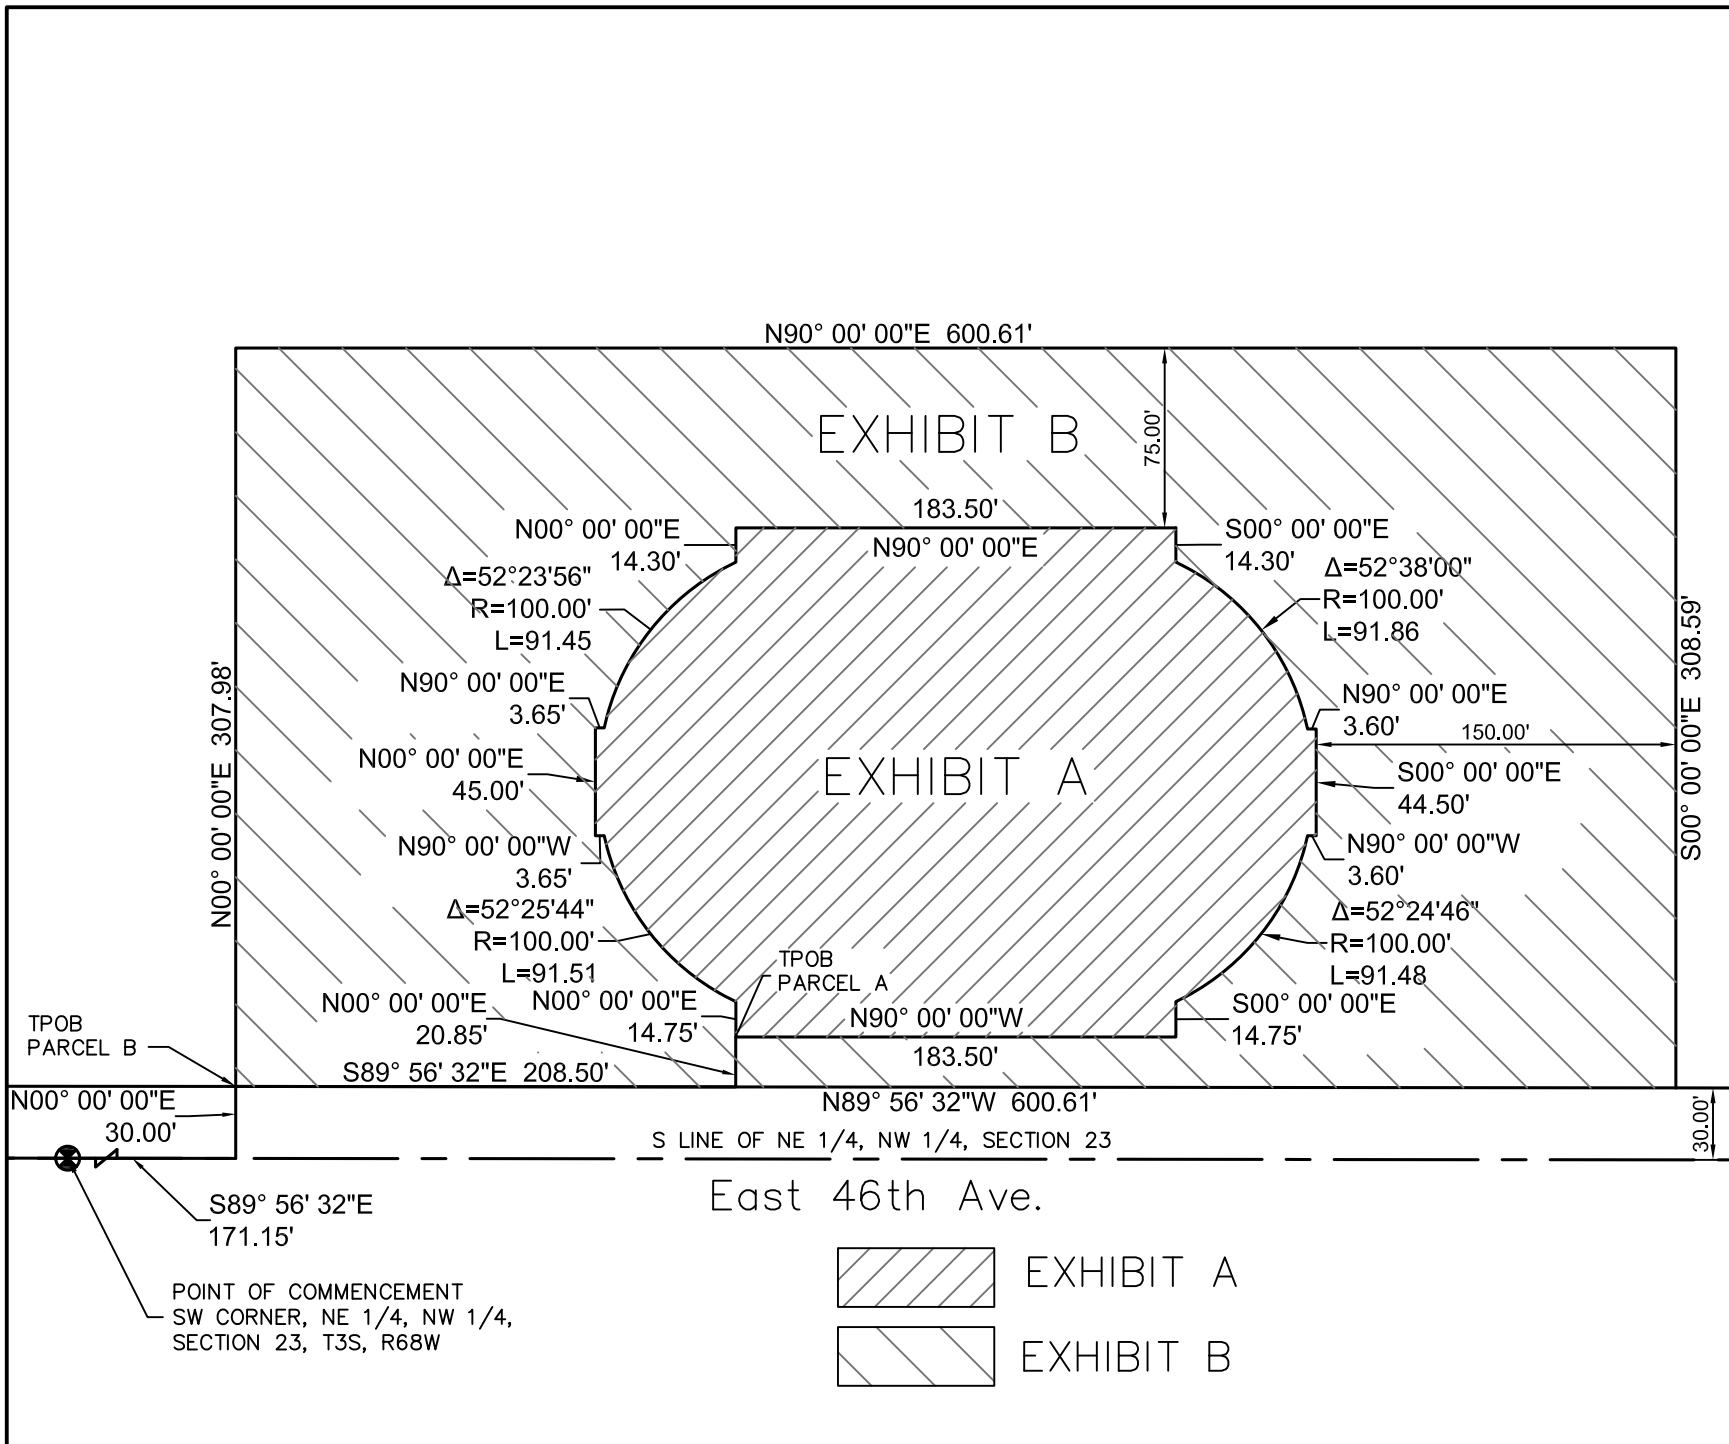 N90° 00' 00"E 600.61'
EXHIBIT B
75.00'
183.50'
N90° 00' 00"E
N00° 00' 00"E
14.30'
S00° 00' 00"E
14.30'
Δ=52°23'56"
R=100.00'
L=91.45
Δ=52°38'00"
R=100.00'
L=91.86
N00° 00' 00"E 307.98'
S00° 00' 00"E 308.59'
N90° 00' 00"E
3.65'
N90° 00' 00"E
3.60'
150.00'
N00° 00' 00"E
45.00'
EXHIBIT A
S00° 00' 00"E
44.50'
N90° 00' 00"W
3.65'
N90° 00' 00"W
3.60'
Δ=52°25'44"
R=100.00'
L=91.51
Δ=52°24'46"
R=100.00'
L=91.48
TPOB
PARCEL A
N00° 00' 00"E
20.85'
N00° 00' 00"E
14.75'
N90° 00' 00"W
183.50'
S00° 00' 00"E
14.75'
TPOB
PARCEL B
S89° 56' 32"E 208.50'
N00° 00' 00"E
30.00'
N89° 56' 32"W 600.61'
30.00'
S LINE OF NE 1/4, NW 1/4, SECTION 23
East 46th Ave.
S89° 56' 32"E
171.15'
POINT OF COMMENCEMENT
SW CORNER, NE 1/4, NW 1/4,
SECTION 23, T3S, R68W
EXHIBIT A
EXHIBIT B